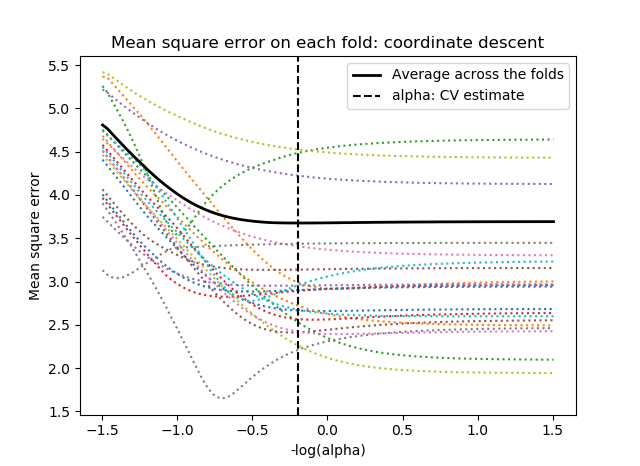 Mean square error on each fold: coordinate descent
Average across the folds
alpha: CV estimate
Mean square error
5.5
5.0
4.5
4.0
3.5
3.0
2.5
2.0
1.5
−1.5 −1.0 −0.5 0.0 0.5 1.0 1.5
-log(alpha)